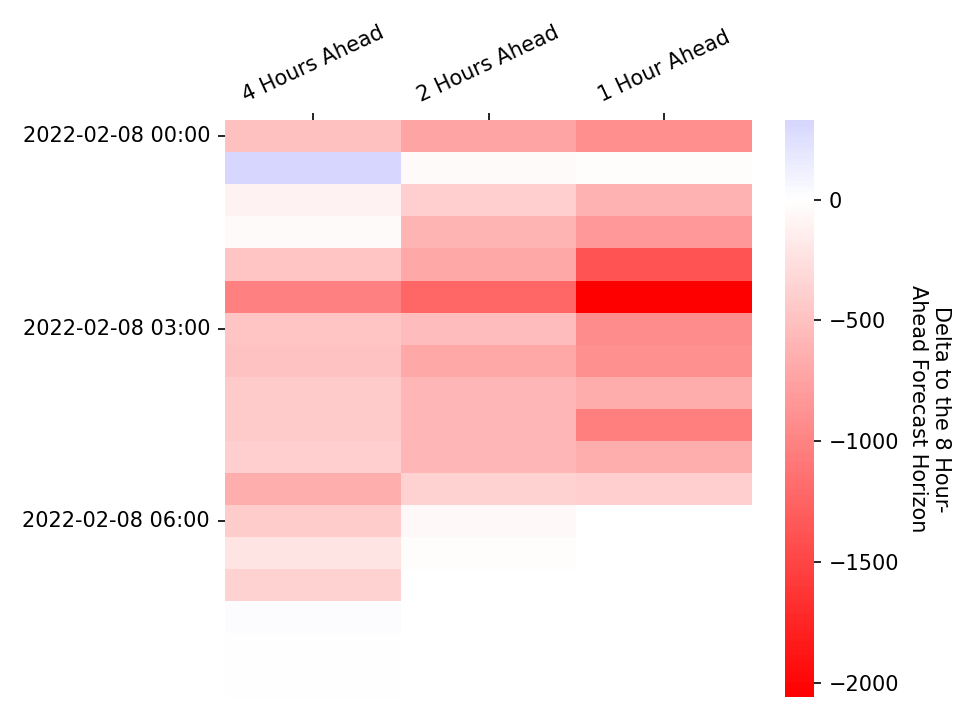 4 Hours Ahead
2 Hours Ahead
1 Hour Ahead
2022-02-08 00:00
2022-02-08 03:00
2022-02-08 06:00
0
−500
−1000
−1500
−2000
Delta to the 8 Hour-
Ahead Forecast Horizon